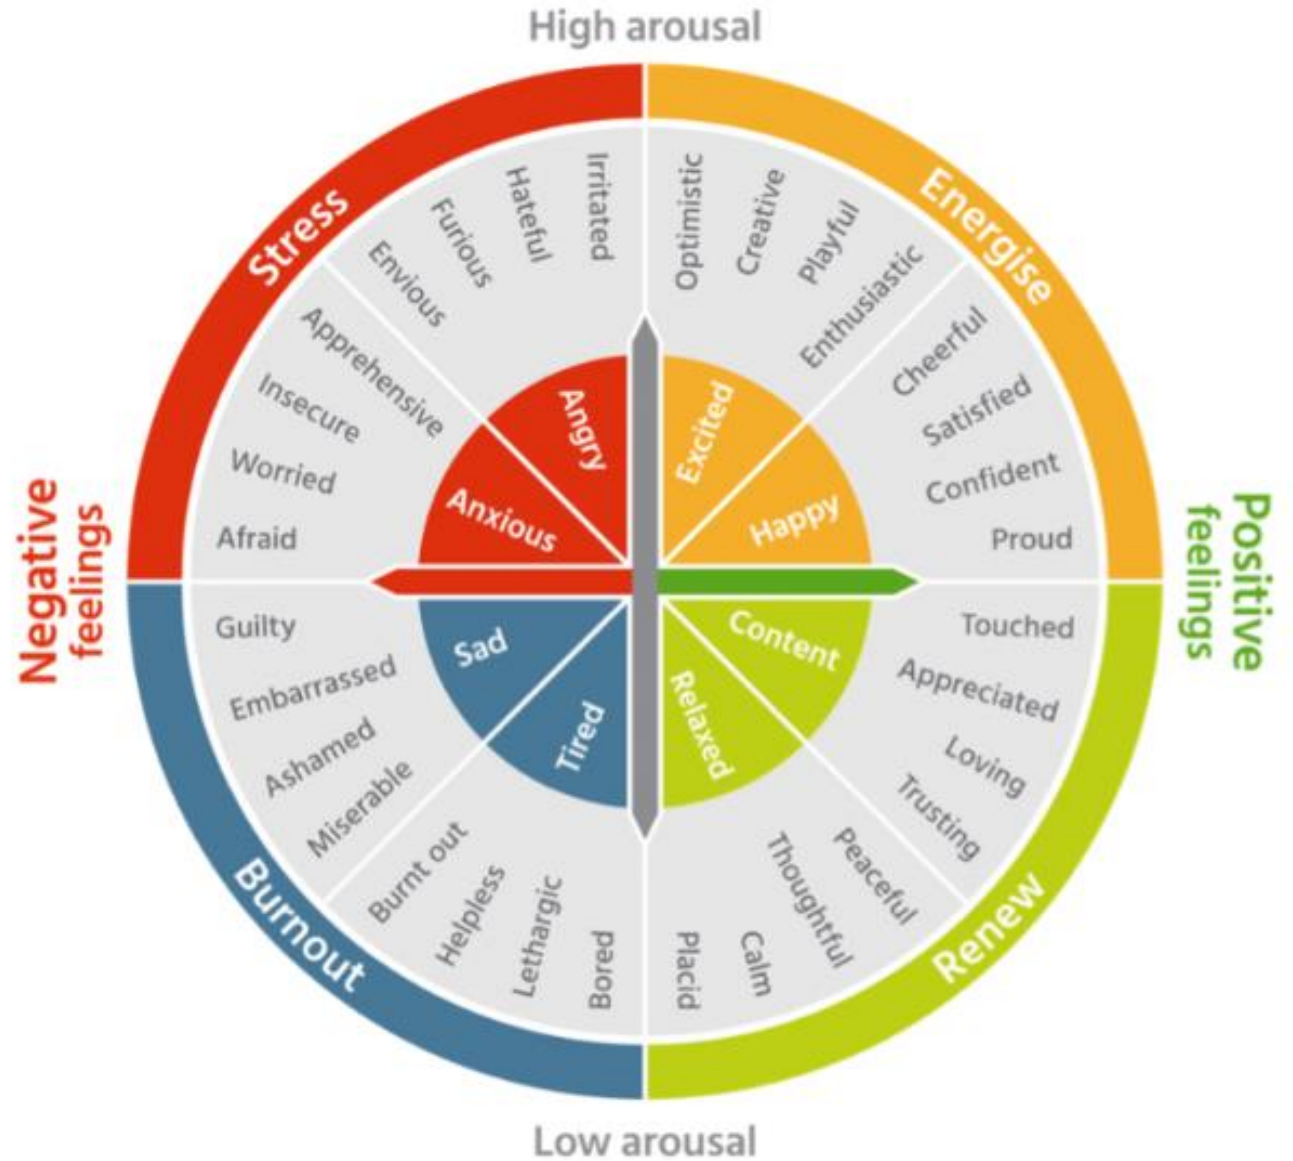 High arousal
Stress
Energise
Irritated
Hateful
Furious
Envious
Apprehensive
Insecure
Worried
Afraid
Optimistic
Creative
Playful
Enthusiastic
Cheerful
Satisfied
Confident
Proud
Angry
Anxious
Excited
Happy
Negative
feelings
Positive
feelings
Sad
Tired
Content
Relaxed
Guilty
Embarrassed
Ashamed
Miserable
Burnt out
Helpless
Lethargic
Bored
Touched
Appreciated
Loving
Trusting
Peaceful
Thoughtful
Calm
Placid
Burnout
Renew
Low arousal